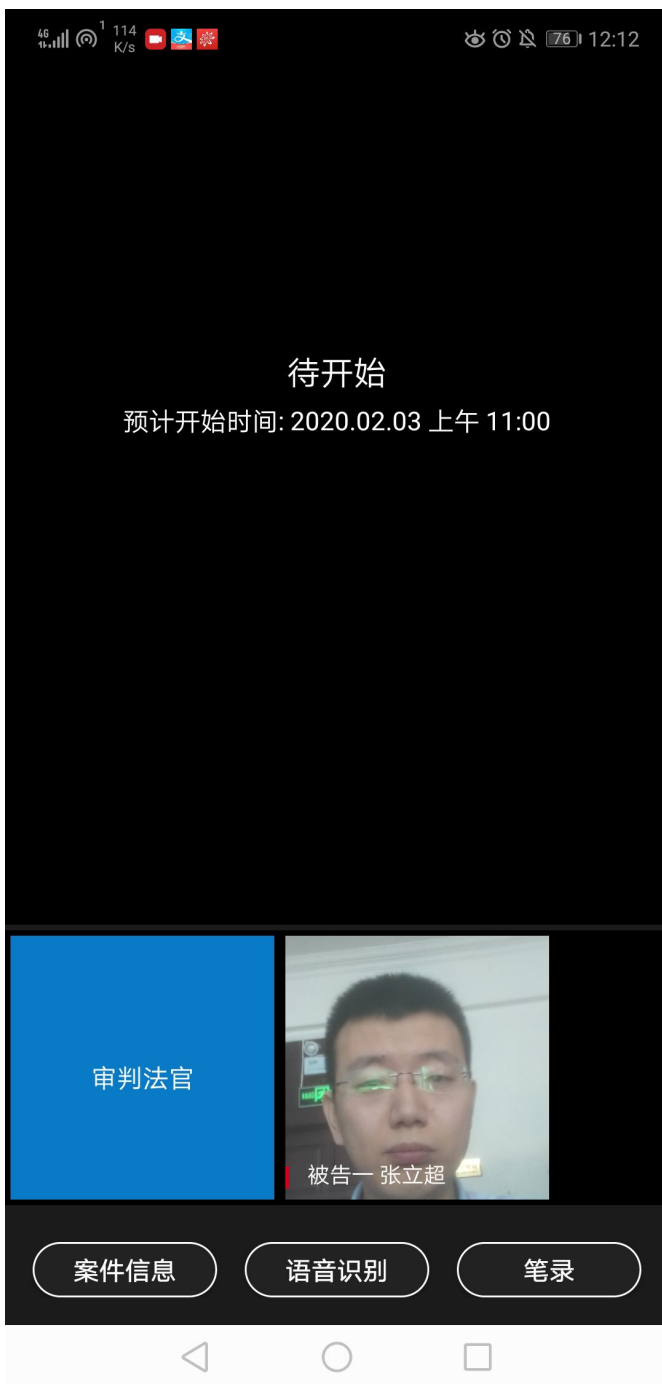 4G 1 114 K/s 76 12:12
待开始
预计开始时间: 2020.02.03 上午 11:00
审判法官
被告一 张立超
案件信息 语音识别 笔录